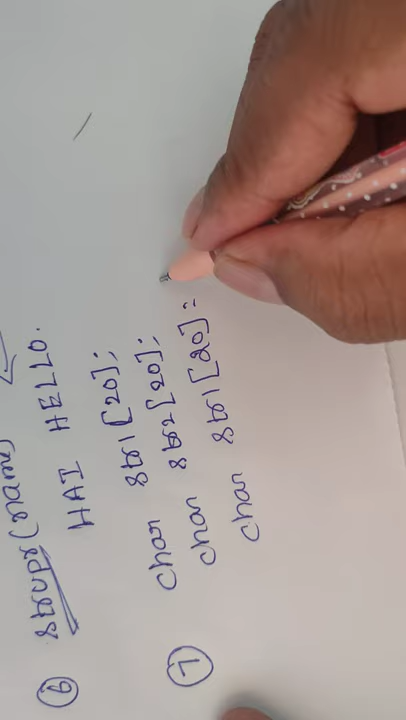 6 strupr(name)
HAI HELLO.
7 char str1[20];
char str2[20];
char str1[20]=